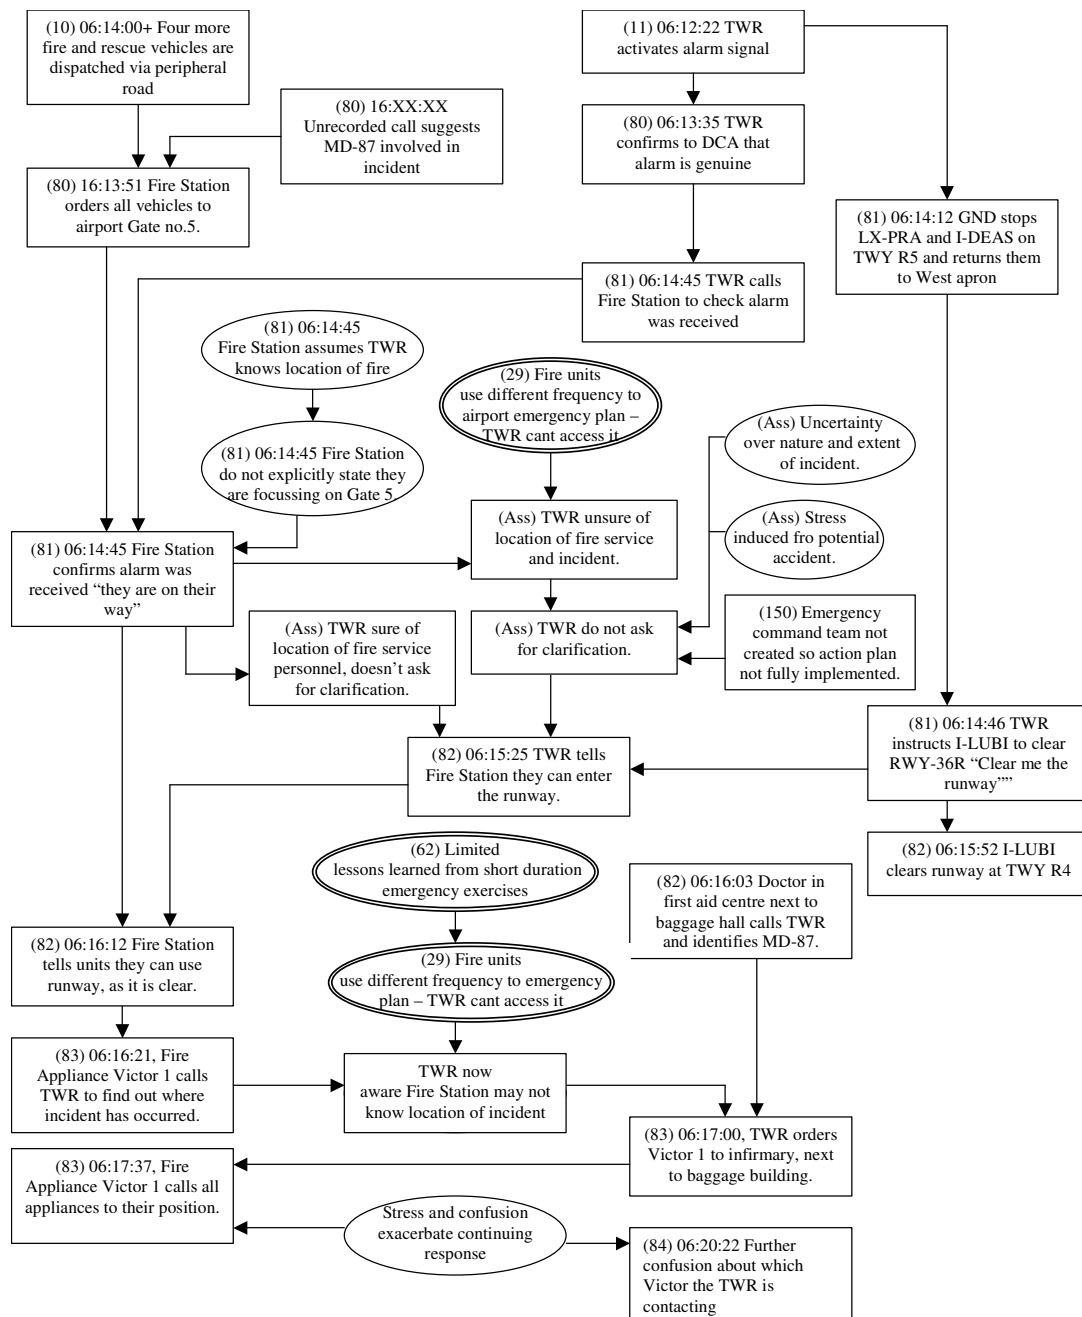 (10) 06:14:00+ Four more
fire and rescue vehicles are
dispatched via peripheral
road
(11) 06:12:22 TWR
activates alarm signal
(80) 16:XX:XX
Unrecorded call suggests
MD-87 involved in
incident
(80) 06:13:35 TWR
confirms to DCA that
alarm is genuine
(80) 16:13:51 Fire Station
orders all vehicles to
airport Gate no.5.
(81) 06:14:12 GND stops
LX-PRA and I-DEAS on
TWY R5 and returns them
to West apron
(81) 06:14:45 TWR calls
Fire Station to check alarm
was received
(81) 06:14:45
Fire Station assumes TWR
knows location of fire
(29) Fire units
use different frequency to
airport emergency plan –
TWR cant access it
(Ass) Uncertainty
over nature and extent
of incident.
(81) 06:14:45 Fire Station
do not explicitly state they
are focussing on Gate 5.
(Ass) TWR unsure of
location of fire service
and incident.
(Ass) Stress
induced fro potential
accident.
(81) 06:14:45 Fire Station
confirms alarm was
received “they are on their
way”
(Ass) TWR sure of
location of fire service
personnel, doesn’t ask
for clarification.
(Ass) TWR do not ask
for clarification.
(150) Emergency
command team not
created so action plan
not fully implemented.
(81) 06:14:46 TWR
instructs I-LUBI to clear
RWY-36R “Clear me the
runway””
(82) 06:15:25 TWR tells
Fire Station they can enter
the runway.
(82) 06:15:52 I-LUBI
clears runway at TWY R4
(62) Limited
lessons learned from short duration
emergency exercises
(82) 06:16:03 Doctor in
first aid centre next to
baggage hall calls TWR
and identifies MD-87.
(82) 06:16:12 Fire Station
tells units they can use
runway, as it is clear.
(29) Fire units
use different frequency to emergency
plan – TWR cant access it
(83) 06:16:21, Fire
Appliance Victor 1 calls
TWR to find out where
incident has occurred.
TWR now
aware Fire Station may not
know location of incident
(83) 06:17:00, TWR orders
Victor 1 to infirmary, next
to baggage building.
(83) 06:17:37, Fire
Appliance Victor 1 calls all
appliances to their position.
Stress and confusion
exacerbate continuing
response
(84) 06:20:22 Further
confusion about which
Victor the TWR is
contacting